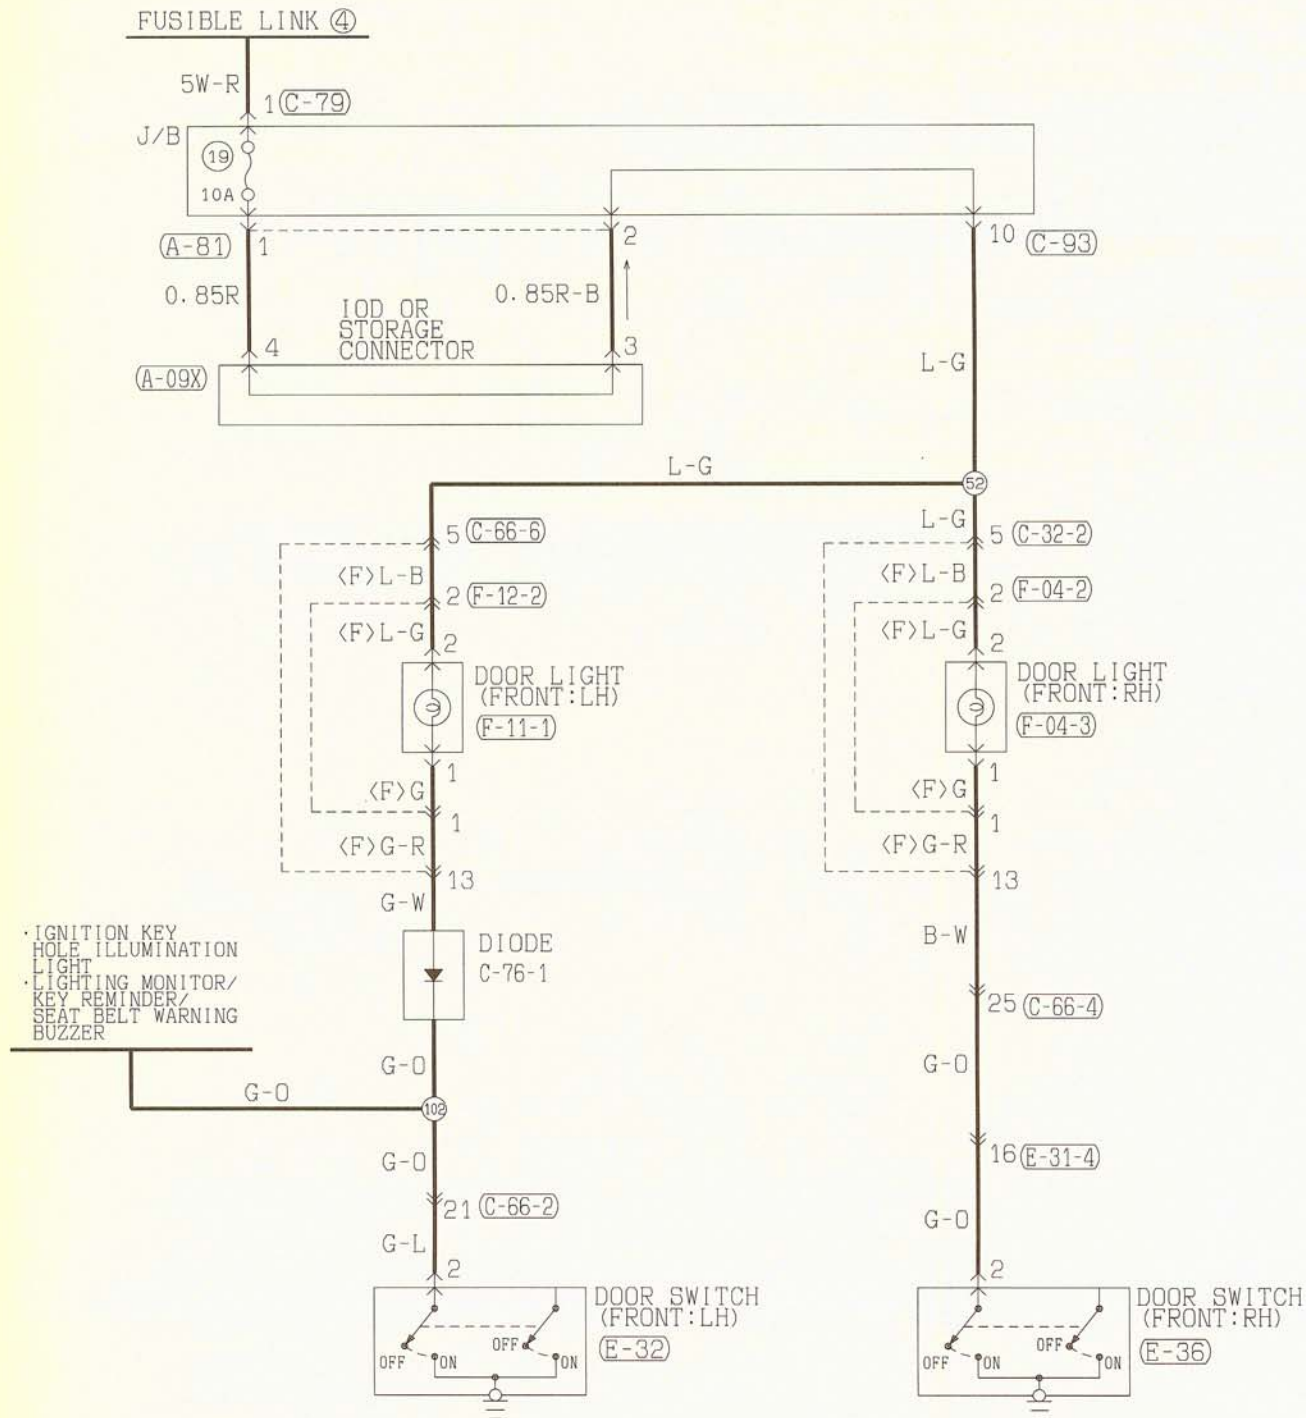 FUSIBLE LINK ④
5W-R
1 C-79
J/B
19
10A
A-81 1
2
10 C-93
0.85R
0.85R-B
IOD OR
STORAGE
CONNECTOR
4
3
A-09X
L-G
L-G
52
L-G
5 C-66-6
5 C-32-2
<F>L-B
<F>L-B
2 F-12-2
2 F-04-2
<F>L-G
<F>L-G
2
2
DOOR LIGHT
(FRONT:LH)
F-11-1
DOOR LIGHT
(FRONT:RH)
F-04-3
1
1
<F>G
<F>G
1
1
<F>G-R
<F>G-R
13
13
G-W
B-W
·IGNITION KEY
HOLE ILLUMINATION
LIGHT
·LIGHTING MONITOR/
KEY REMINDER/
SEAT BELT WARNING
BUZZER
DIODE
C-76-1
25 C-66-4
G-O
G-O
G-O
102
G-O
16 E-31-4
21 C-66-2
G-O
G-L
2
2
DOOR SWITCH
(FRONT:LH)
E-32
OFF
ON
OFF
ON
DOOR SWITCH
(FRONT:RH)
E-36
OFF
ON
OFF
ON